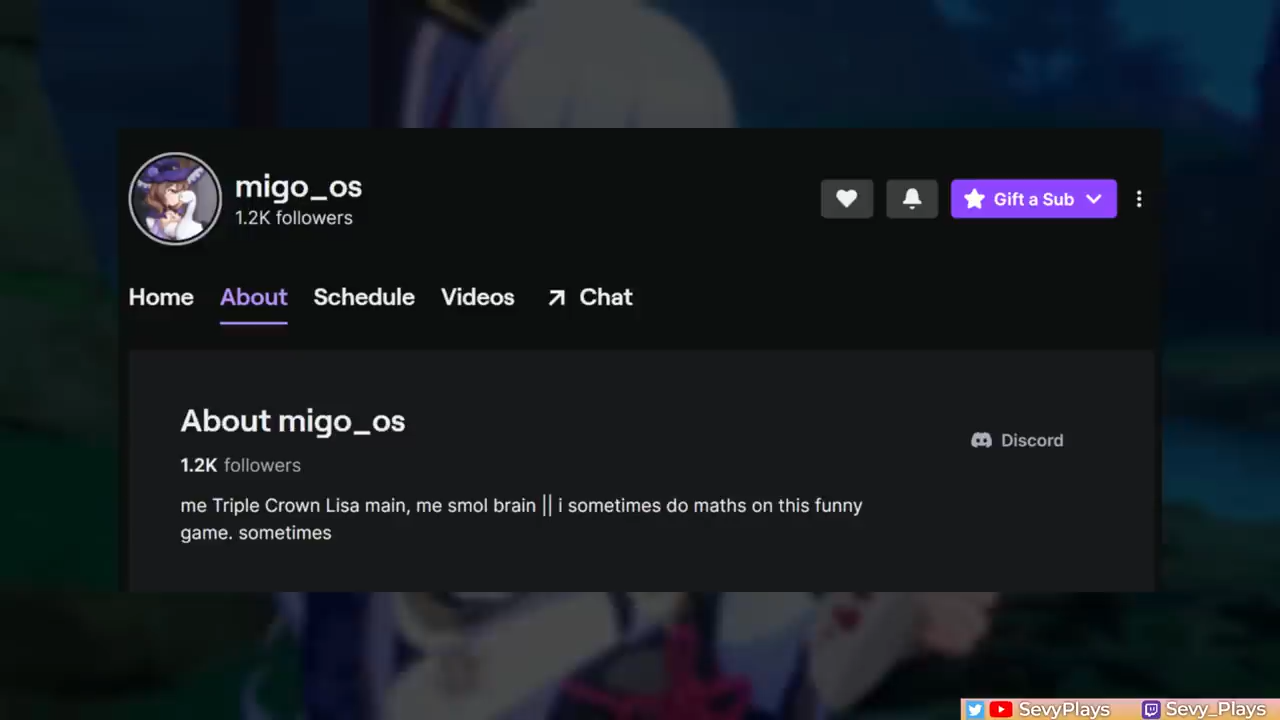 migo_os
1.2K followers
Gift a Sub
Home About Schedule Videos Chat
About migo_os
Discord
1.2K followers
me Triple Crown Lisa main, me smol brain || i sometimes do maths on this funny
game. sometimes
SevyPlays Sevy_Plays